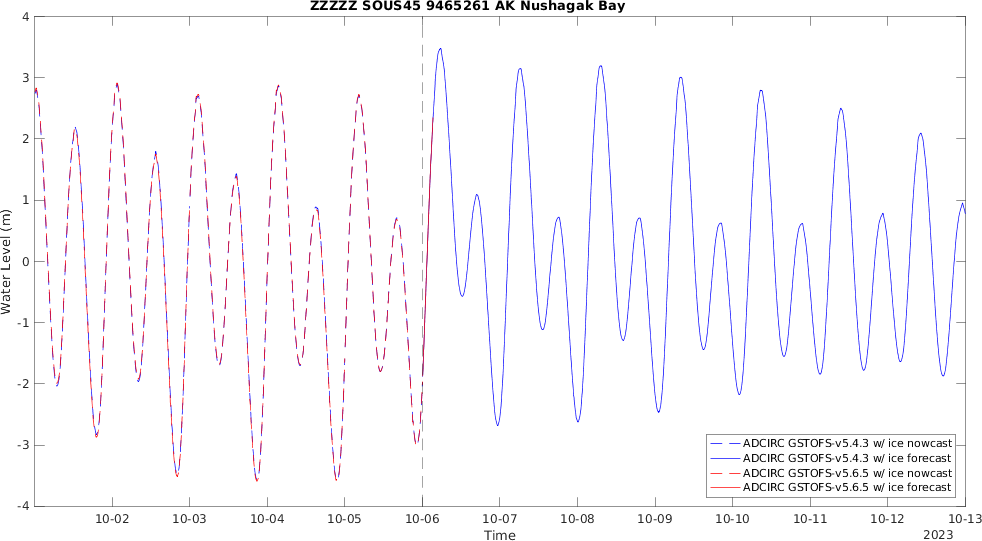 ZZZZZ SOUS45 9465261 AK Nushagak Bay
4
3
2
1
0
-1
-2
-3
-4
Water Level (m)
ADCIRC GSTOFS-v5.4.3 w/ ice nowcast
ADCIRC GSTOFS-v5.4.3 w/ ice forecast
ADCIRC GSTOFS-v5.6.5 w/ ice nowcast
ADCIRC GSTOFS-v5.6.5 w/ ice forecast
10-02 10-03 10-04 10-05 10-06 10-07 10-08 10-09 10-10 10-11 10-12 10-13
Time
2023